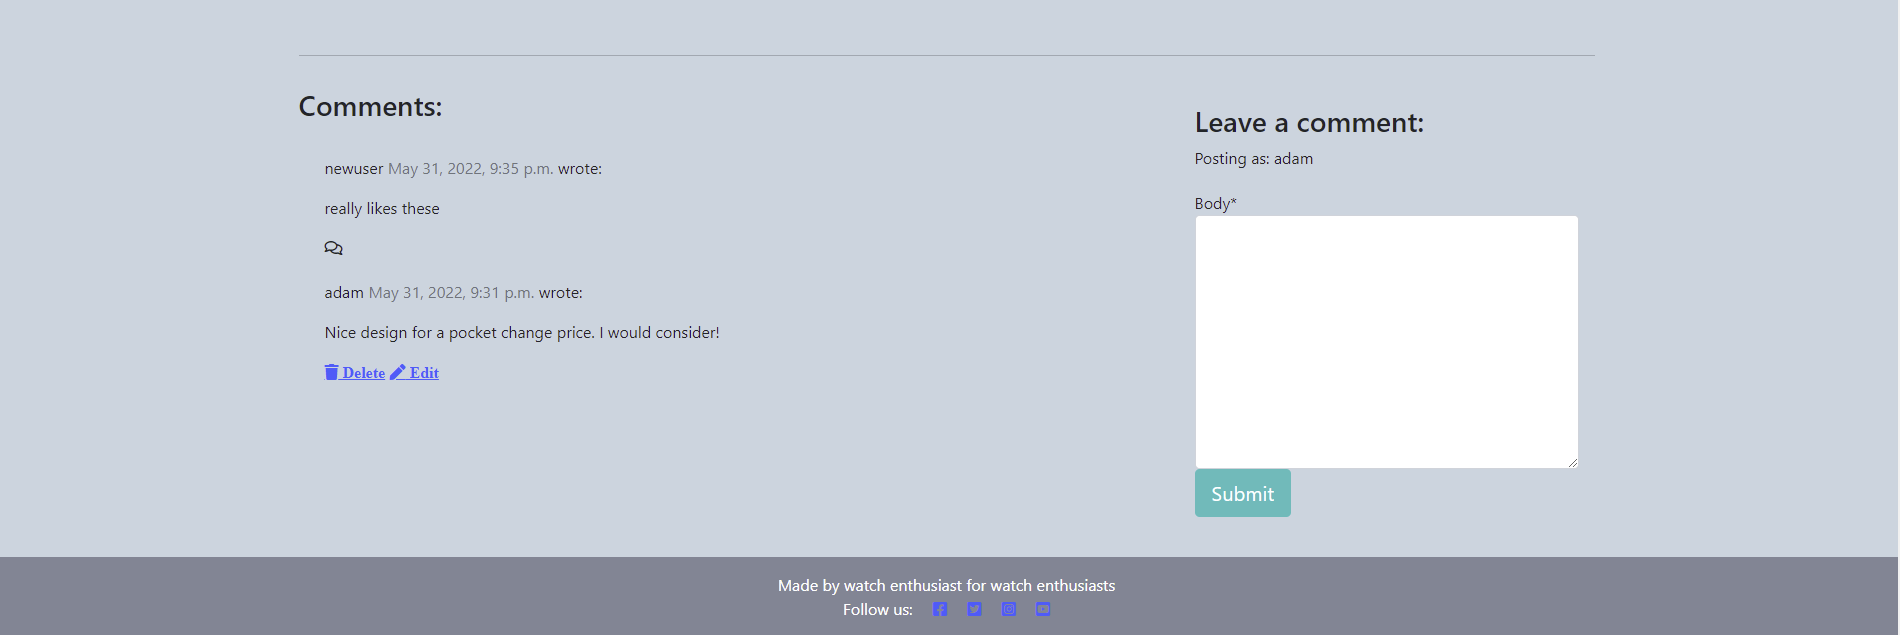 Comments:
newuser May 31, 2022, 9:35 p.m. wrote:
really likes these
adam May 31, 2022, 9:31 p.m. wrote:
Nice design for a pocket change price. I would consider!
Delete Edit
Leave a comment:
Posting as: adam
Body*
Submit
Made by watch enthusiast for watch enthusiasts
Follow us: